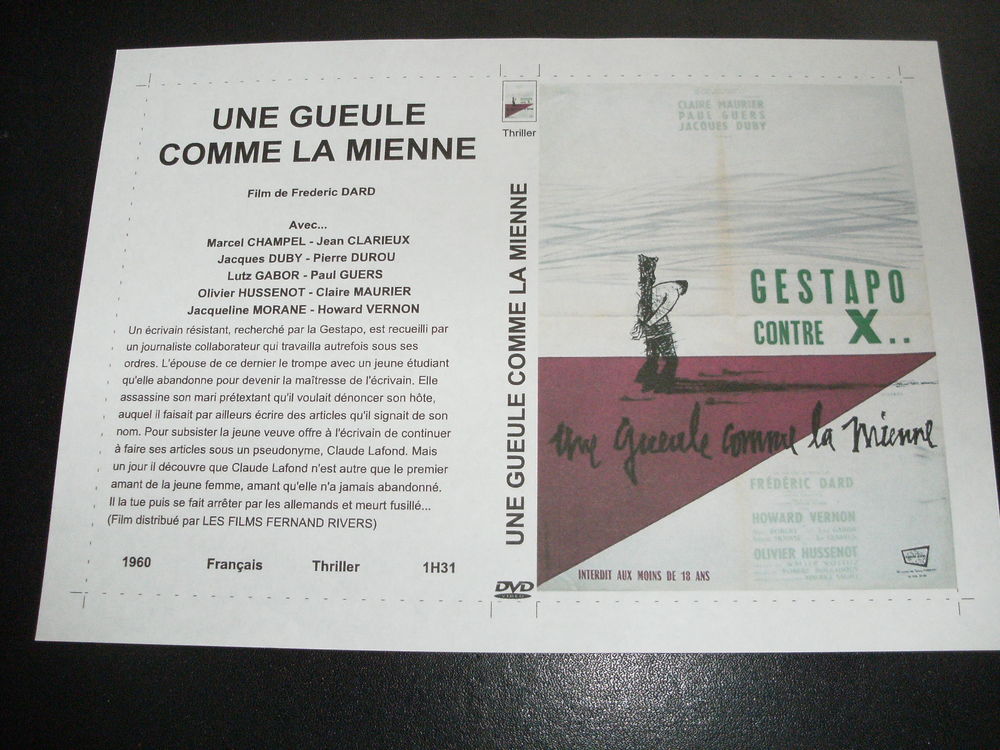 UNE GUEULE
COMME LA MIENNE
Film de Frederic DARD
Avec...
Marcel CHAMPEL - Jean CLARIEUX
Jacques DUBY - Pierre DUROU
Lutz GABOR - Paul GUERS
Olivier HUSSENOT - Claire MAURIER
Jacqueline MORANE - Howard VERNON
Un écrivain résistant, recherché par la Gestapo, est recueilli par
un journaliste collaborateur qui travailla autrefois sous ses
ordres. L'épouse de ce dernier le trompe avec un jeune étudiant
qu'elle abandonne pour devenir la maîtresse de l'écrivain. Elle
assassine son mari prétextant qu'il voulait dénoncer son hôte,
auquel il faisait par ailleurs écrire des articles qu'il signait de son
nom. Pour subsister la jeune veuve offre à l'écrivain de continuer
à faire ses articles sous un pseudonyme, Claude Lafond. Mais
un jour il découvre que Claude Lafond n'est autre que le premier
amant de la jeune femme, amant qu'elle n'a jamais abandonné.
Il la tue puis se fait arrêter par les allemands et meurt fusillé...
(Film distribué par LES FILMS FERNAND RIVERS)
1960 Français Thriller 1H31
Thriller
UNE GUEULE COMME LA MIENNE
DVD
VIDEO
CLAIRE MAURIER
PAUL GUERS
JACQUES DUBY
GESTAPO
CONTRE X..
une gueule comme la mienne
FRÉDÉRIC DARD
HOWARD VERNON
OLIVIER HUSSENOT
INTERDIT AUX MOINS DE 18 ANS